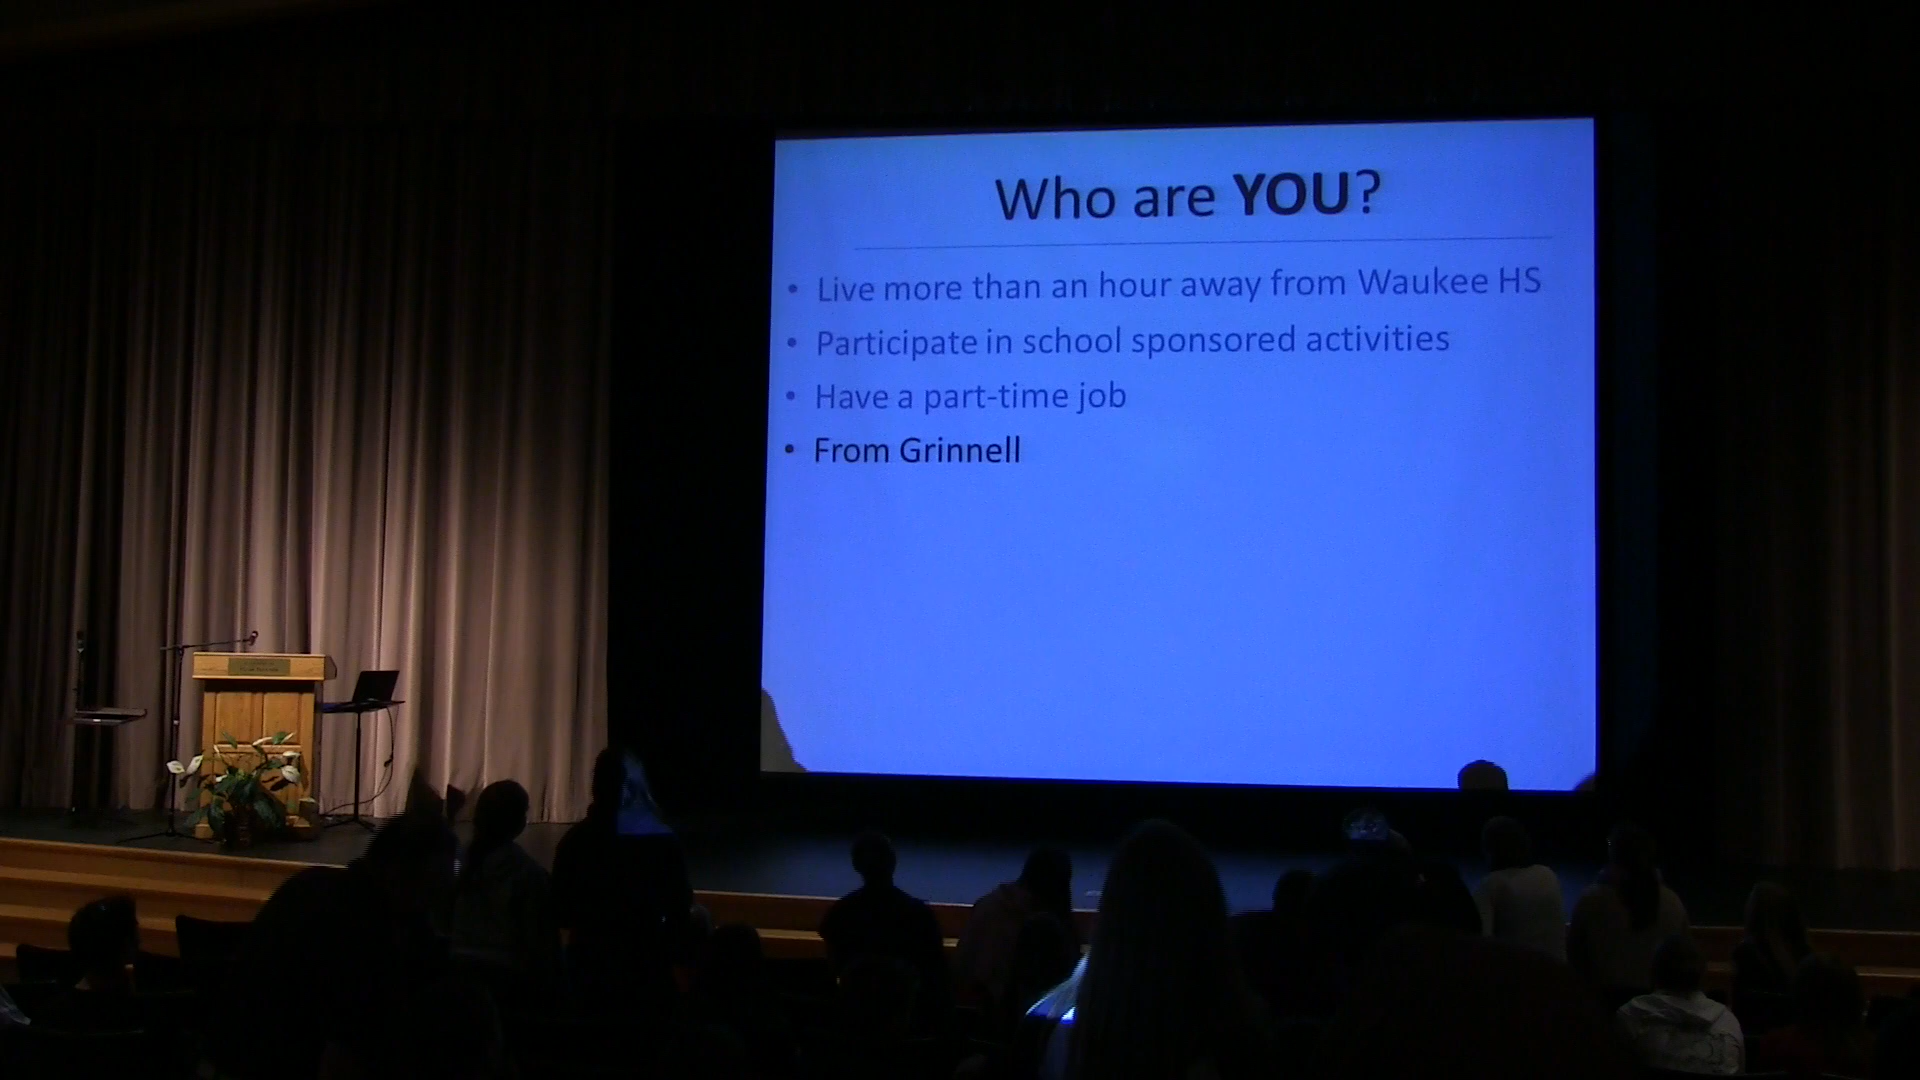 Who are YOU?
• Live more than an hour away from Waukee HS
• Participate in school sponsored activities
• Have a part-time job
• From Grinnell